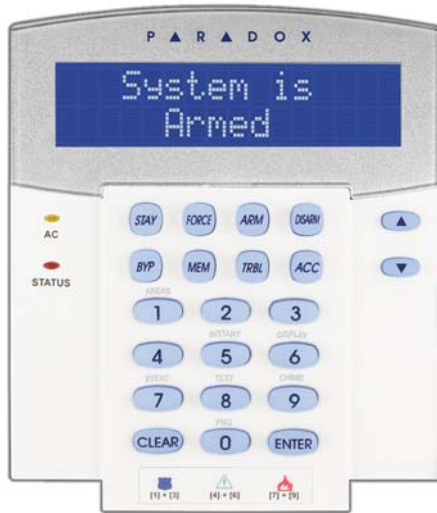 PARADOX
System is
Armed
STAY FORCE ARM DISARM
AC
BYP MEM TRBL ACC
STATUS
AREAS
1 2 3
INSTANT DISPLAY
4 5 6
EVENT TEST CHIME
7 8 9
PRG
CLEAR 0 ENTER
[1] + [3] [4] + [6] [7] + [9]